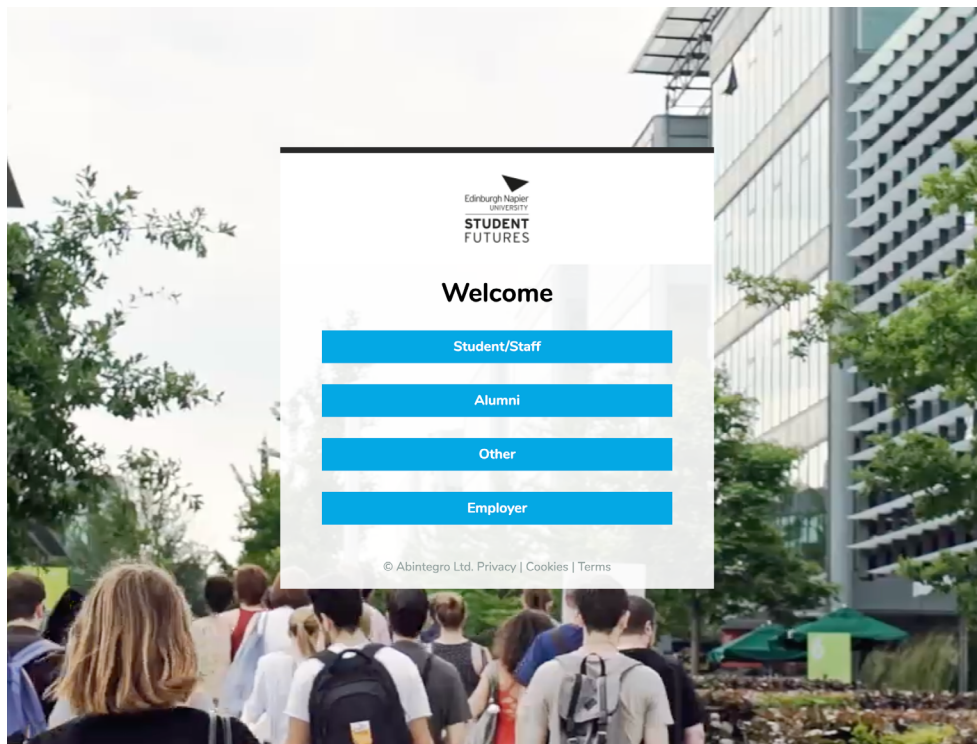 Edinburgh Napier
UNIVERSITY
STUDENT
FUTURES
Welcome
Student/Staff
Alumni
Other
Employer
© Abintegro Ltd. Privacy | Cookies | Terms